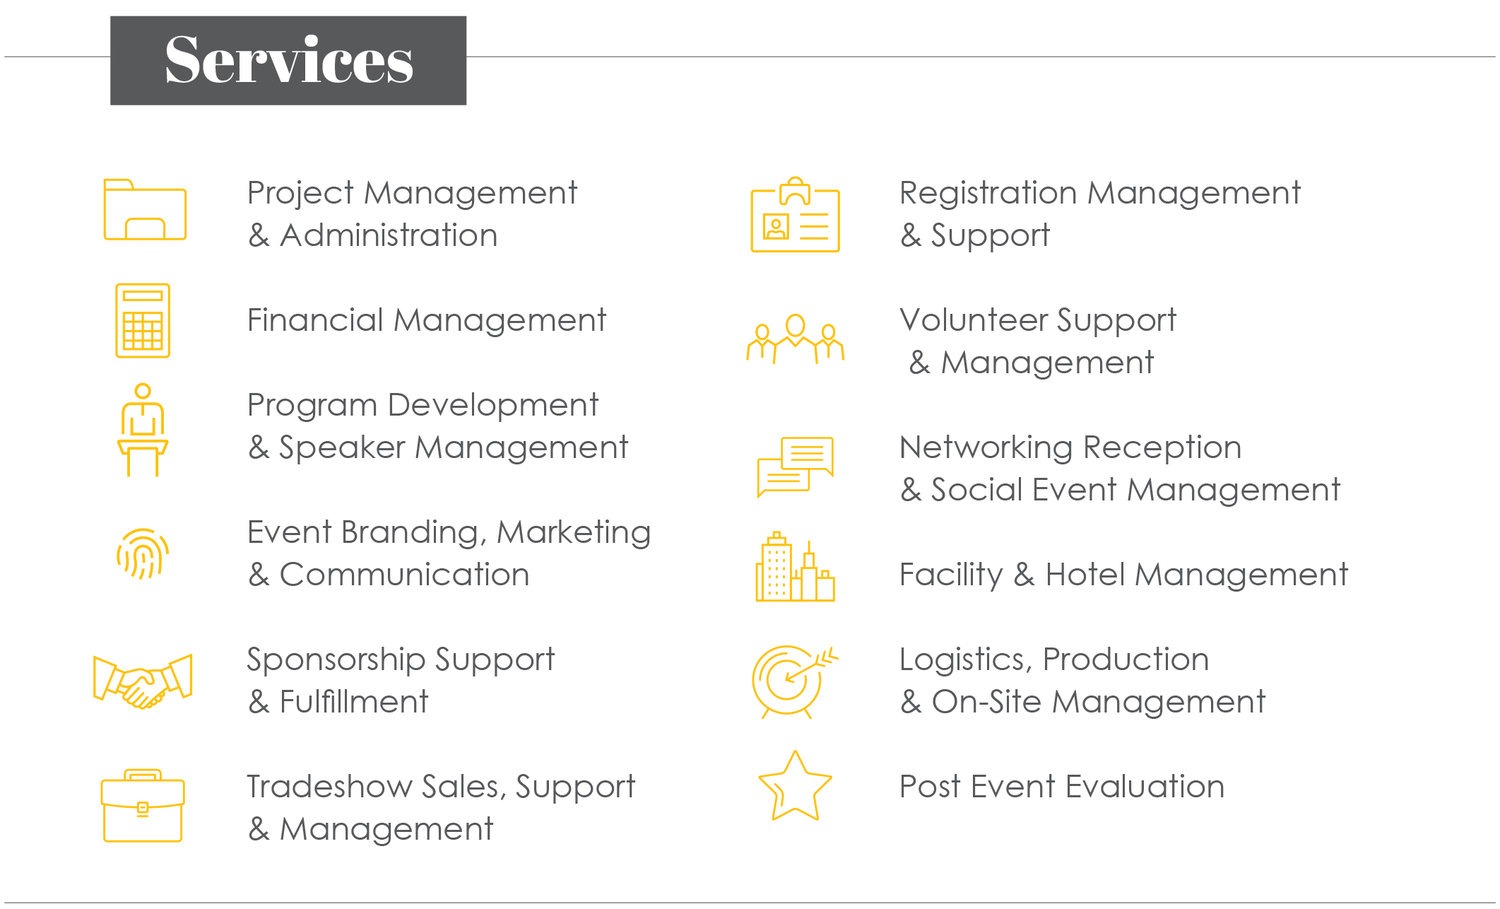 Services
Project Management
& Administration
Financial Management
Program Development
& Speaker Management
Event Branding, Marketing
& Communication
Sponsorship Support
& Fulfillment
Tradeshow Sales, Support
& Management
Registration Management
& Support
Volunteer Support
& Management
Networking Reception
& Social Event Management
Facility & Hotel Management
Logistics, Production
& On-Site Management
Post Event Evaluation